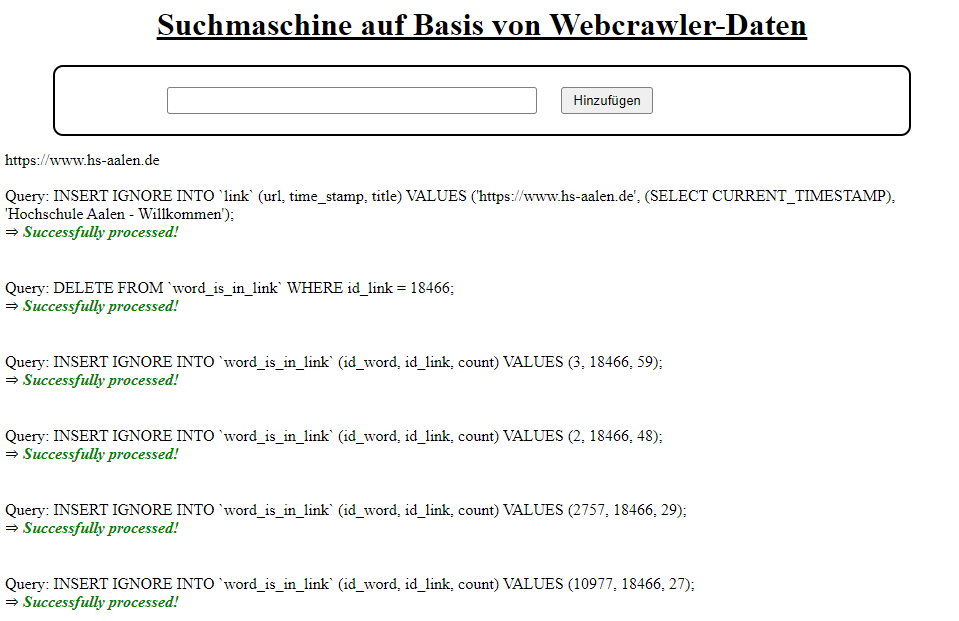 Suchmaschine auf Basis von Webcrawler-Daten
Hinzufügen
https://www.hs-aalen.de
Query: INSERT IGNORE INTO `link` (url, time_stamp, title) VALUES ('https://www.hs-aalen.de', (SELECT CURRENT_TIMESTAMP),
'Hochschule Aalen - Willkommen');
⇒ Successfully processed!
Query: DELETE FROM `word_is_in_link` WHERE id_link = 18466;
⇒ Successfully processed!
Query: INSERT IGNORE INTO `word_is_in_link` (id_word, id_link, count) VALUES (3, 18466, 59);
⇒ Successfully processed!
Query: INSERT IGNORE INTO `word_is_in_link` (id_word, id_link, count) VALUES (2, 18466, 48);
⇒ Successfully processed!
Query: INSERT IGNORE INTO `word_is_in_link` (id_word, id_link, count) VALUES (2757, 18466, 29);
⇒ Successfully processed!
Query: INSERT IGNORE INTO `word_is_in_link` (id_word, id_link, count) VALUES (10977, 18466, 27);
⇒ Successfully processed!